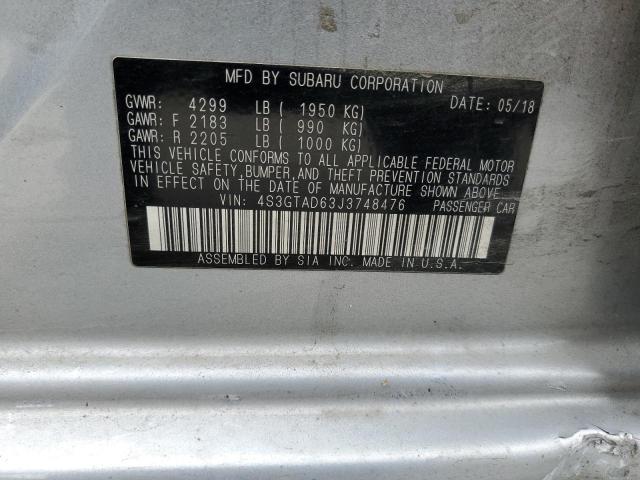 MFD BY SUBARU CORPORATION
GVWR: 4299 LB ( 1950 KG) DATE: 05/18
GAWR: F 2183 LB ( 990 KG)
GAWR: R 2205 LB ( 1000 KG)
THIS VEHICLE CONFORMS TO ALL APPLICABLE FEDERAL MOTOR
VEHICLE SAFETY, BUMPER, AND THEFT PREVENTION STANDARDS
IN EFFECT ON THE DATE OF MANUFACTURE SHOWN ABOVE.
VIN: 4S3GTAD63J3748476 PASSENGER CAR
ASSEMBLED BY SIA INC. MADE IN U.S.A.